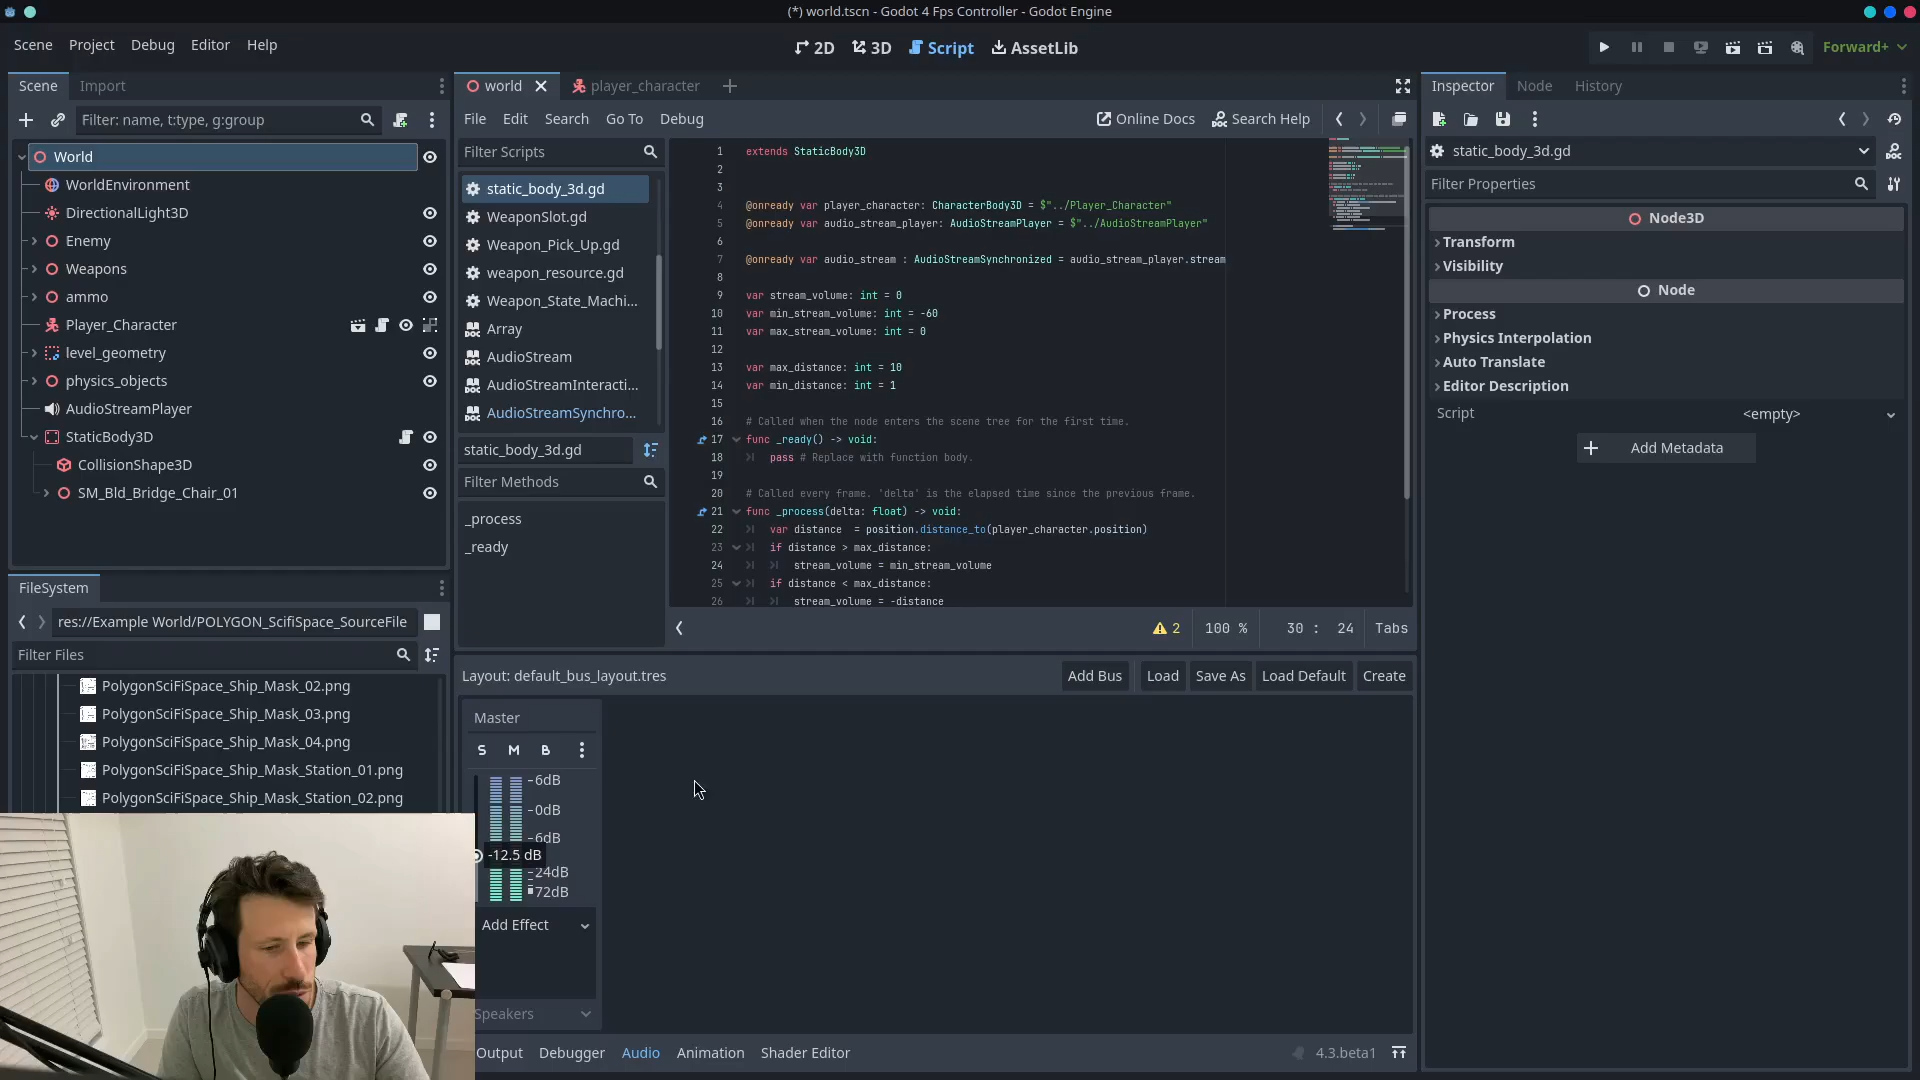 (*) world.tscn - Godot 4 Fps Controller - Godot Engine
Scene Project Debug Editor Help
2D 3D Script AssetLib
Forward+
Scene Import
Filter: name, t:type, g:group
World
WorldEnvironment
DirectionalLight3D
Enemy
Weapons
ammo
Player_Character
level_geometry
physics_objects
AudioStreamPlayer
StaticBody3D
CollisionShape3D
SM_Bld_Bridge_Chair_01
FileSystem
res://Example World/POLYGON_ScifiSpace_SourceFile
Filter Files
PolygonSciFiSpace_Ship_Mask_02.png
PolygonSciFiSpace_Ship_Mask_03.png
PolygonSciFiSpace_Ship_Mask_04.png
PolygonSciFiSpace_Ship_Mask_Station_01.png
PolygonSciFiSpace_Ship_Mask_Station_02.png
world player_character
File Edit Search Go To Debug
Online Docs Search Help
Filter Scripts
static_body_3d.gd
WeaponSlot.gd
Weapon_Pick_Up.gd
weapon_resource.gd
Weapon_State_Machi...
Array
AudioStream
AudioStreamInteracti...
AudioStreamSynchro...
static_body_3d.gd
Filter Methods
_process
_ready
1 extends StaticBody3D
2
3
4 @onready var player_character: CharacterBody3D = $"../Player_Character"
5 @onready var audio_stream_player: AudioStreamPlayer = $"../AudioStreamPlayer"
6
7 @onready var audio_stream : AudioStreamSynchronized = audio_stream_player.stream
8
9 var stream_volume: int = 0
10 var min_stream_volume: int = -60
11 var max_stream_volume: int = 0
12
13 var max_distance: int = 10
14 var min_distance: int = 1
15
16 # Called when the node enters the scene tree for the first time.
17 func _ready() -> void:
18 pass # Replace with function body.
19
20 # Called every frame. 'delta' is the elapsed time since the previous frame.
21 func _process(delta: float) -> void:
22 var distance  = position.distance_to(player_character.position)
23 if distance > max_distance:
24 stream_volume = min_stream_volume
25 if distance < max_distance:
26 stream_volume = -distance
2 100 % 30 : 24 Tabs
Layout: default_bus_layout.tres
Add Bus Load Save As Load Default Create
Master
S M B
-6dB
-0dB
-6dB
-12.5 dB
-24dB
72dB
Add Effect
Speakers
Output Debugger Audio Animation Shader Editor
4.3.beta1
Inspector Node History
static_body_3d.gd
Filter Properties
Node3D
Transform
Visibility
Node
Process
Physics Interpolation
Auto Translate
Editor Description
Script <empty>
Add Metadata